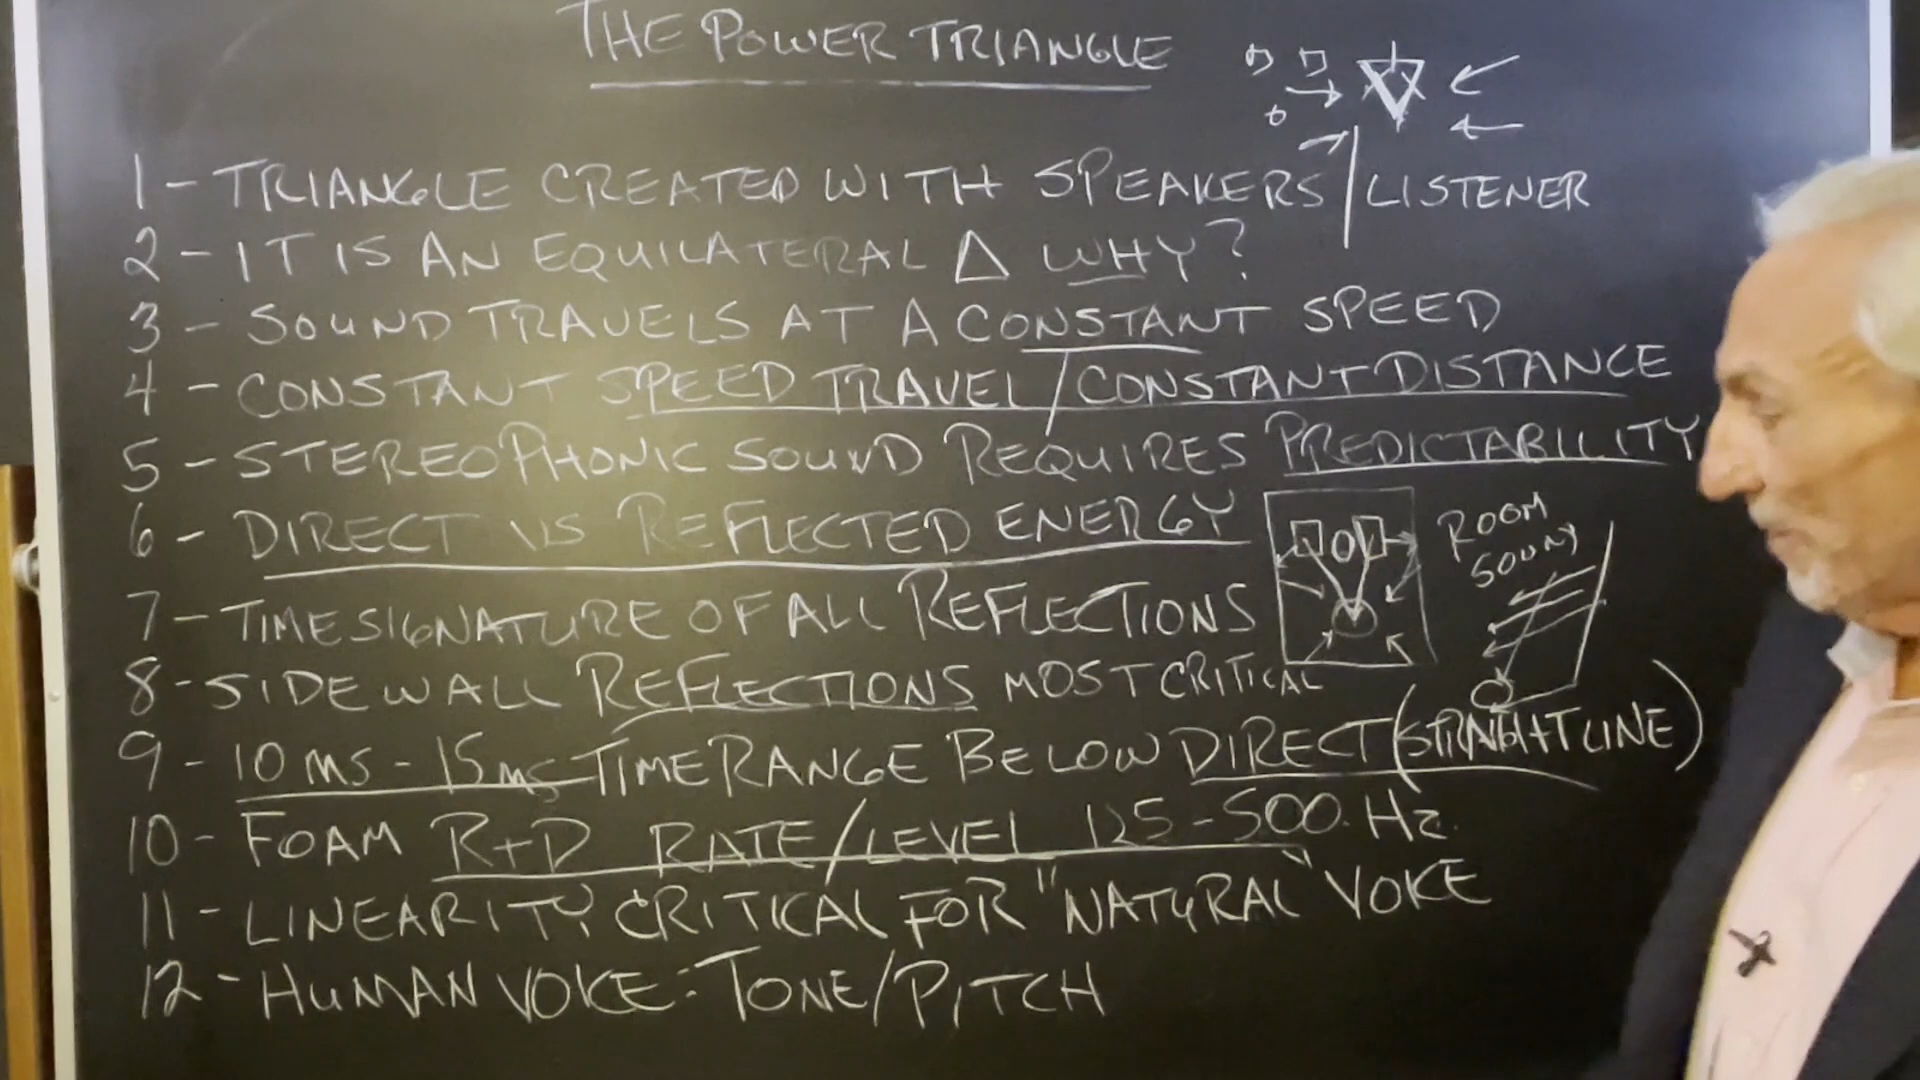 THE POWER TRIANGLE
1 - TRIANGLE CREATED WITH SPEAKERS/LISTENER
2 - IT IS AN EQUILATERAL △ WHY?
3 - SOUND TRAVELS AT A CONSTANT SPEED
4 - CONSTANT SPEED TRAVEL/CONSTANT DISTANCE
5 - STEREOPHONIC SOUND REQUIRES PREDICTABILITY
6 - DIRECT VS REFLECTED ENERGY
ROOM
SOUND
7 - TIME SIGNATURE OF ALL REFLECTIONS
8 - SIDE WALL REFLECTIONS MOST CRITICAL
9 - 10 MS - 15 MS TIME RANGE BELOW DIRECT (STRAIGHT LINE)
10 - FOAM R+D RATE/LEVEL 125-500 Hz.
11 - LINEARITY CRITICAL FOR "NATURAL" VOICE
12 - HUMAN VOICE: TONE/PITCH